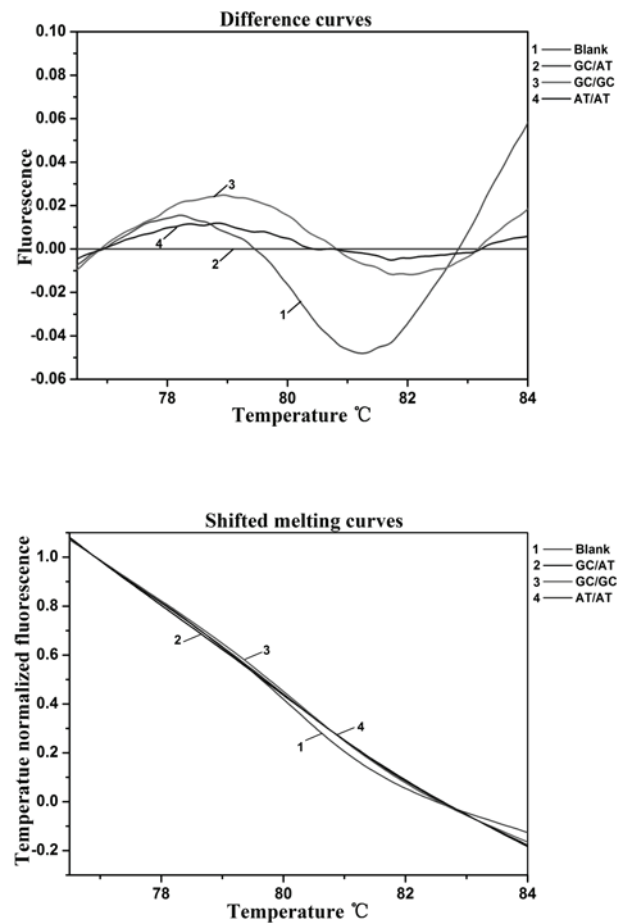 Difference curves
0.10
0.08
0.06
0.04
0.02
0.00
-0.02
-0.04
-0.06
Fluorescence
78
80
82
84
Temperature ℃
1 Blank
2 GC/AT
3 GC/GC
4 AT/AT
3
4
2
1
Shifted melting curves
1.0
0.8
0.6
0.4
0.2
0.0
-0.2
Temperatue normalized fluorescence
78
80
82
84
Temperature ℃
1 Blank
2 GC/AT
3 GC/GC
4 AT/AT
2
3
4
1